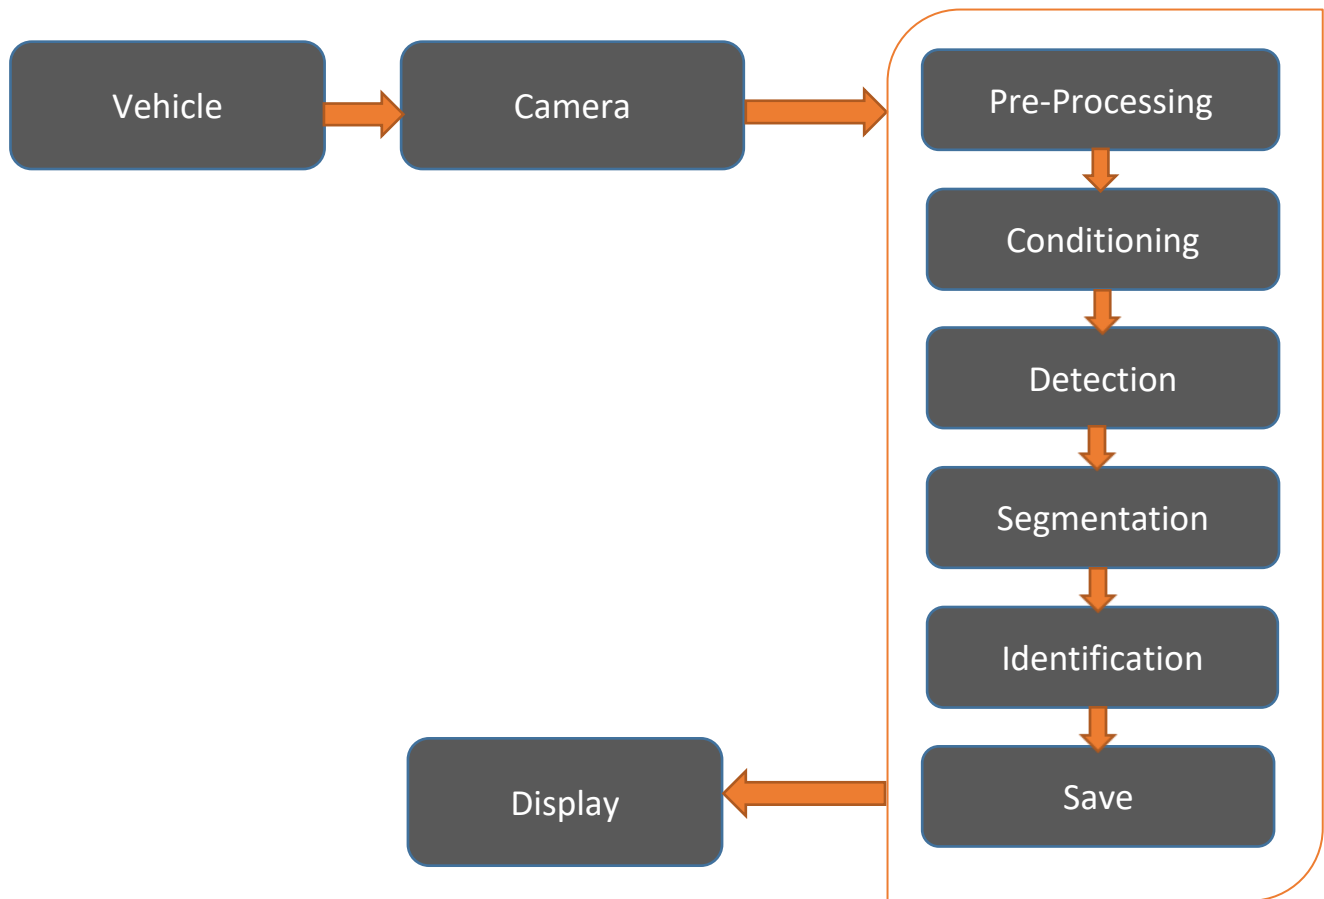 Vehicle
Camera
Pre-Processing
Conditioning
Detection
Segmentation
Identification
Save
Display